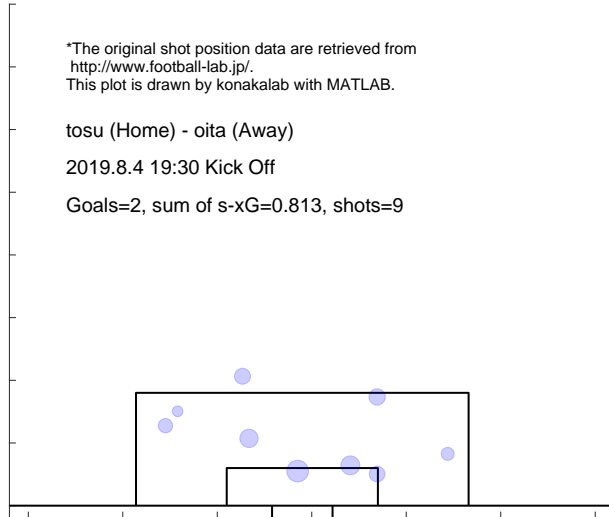 *The original shot position data are retrieved from
http://www.football-lab.jp/.
This plot is drawn by konakalab with MATLAB.
tosu (Home) - oita (Away)
2019.8.4 19:30 Kick Off
Goals=2, sum of s-xG=0.813, shots=9